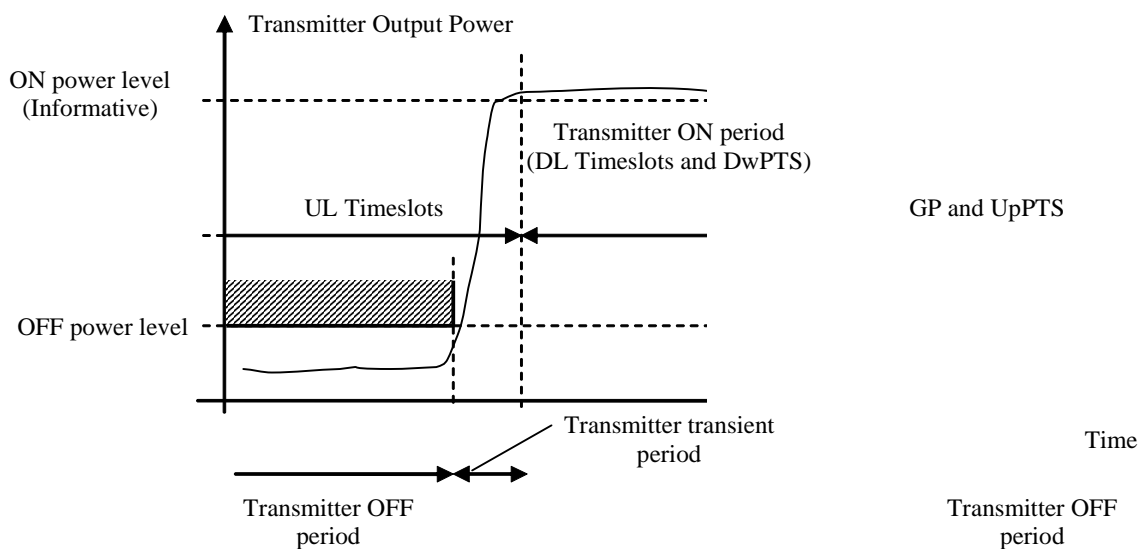 Transmitter Output Power
ON power level
(Informative)
Transmitter ON period
(DL Timeslots and DwPTS)
UL Timeslots
GP and UpPTS
OFF power level
Transmitter transient
period
Time
Transmitter OFF
period
Transmitter OFF
period